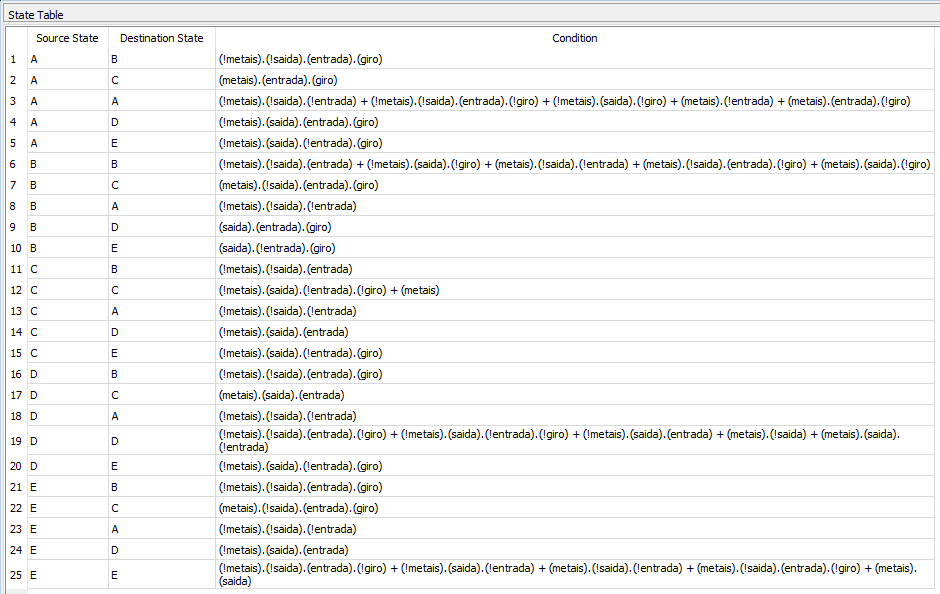 State Table
Source State Destination State Condition
1 A B (!metais).(!saida).(entrada).(giro)
2 A C (metais).(entrada).(giro)
3 A A (!metais).(!saida).(!entrada) + (!metais).(!saida).(entrada).(!giro) + (!metais).(saida).(!giro) + (metais).(!entrada) + (metais).(entrada).(!giro)
4 A D (!metais).(saida).(entrada).(giro)
5 A E (!metais).(saida).(!entrada).(giro)
6 B B (!metais).(!saida).(entrada) + (!metais).(saida).(!giro) + (metais).(!saida).(!entrada) + (metais).(!saida).(entrada).(!giro) + (metais).(saida).(!giro)
7 B C (metais).(!saida).(entrada).(giro)
8 B A (!metais).(!saida).(!entrada)
9 B D (saida).(entrada).(giro)
10 B E (saida).(!entrada).(giro)
11 C B (!metais).(!saida).(entrada)
12 C C (!metais).(saida).(!entrada).(!giro) + (metais)
13 C A (!metais).(!saida).(!entrada)
14 C D (!metais).(saida).(entrada)
15 C E (!metais).(saida).(!entrada).(giro)
16 D B (!metais).(!saida).(entrada).(giro)
17 D C (metais).(saida).(entrada)
18 D A (!metais).(!saida).(!entrada)
19 D D (!metais).(!saida).(entrada).(!giro) + (!metais).(saida).(!entrada).(!giro) + (!metais).(saida).(entrada) + (metais).(!saida) + (metais).(saida).
(!entrada)
20 D E (!metais).(saida).(!entrada).(giro)
21 E B (!metais).(!saida).(entrada).(giro)
22 E C (metais).(!saida).(entrada).(giro)
23 E A (!metais).(!saida).(!entrada)
24 E D (!metais).(saida).(entrada)
25 E E (!metais).(!saida).(entrada).(!giro) + (!metais).(saida).(!entrada) + (metais).(!saida).(!entrada) + (metais).(!saida).(entrada).(!giro) + (metais).
(saida)